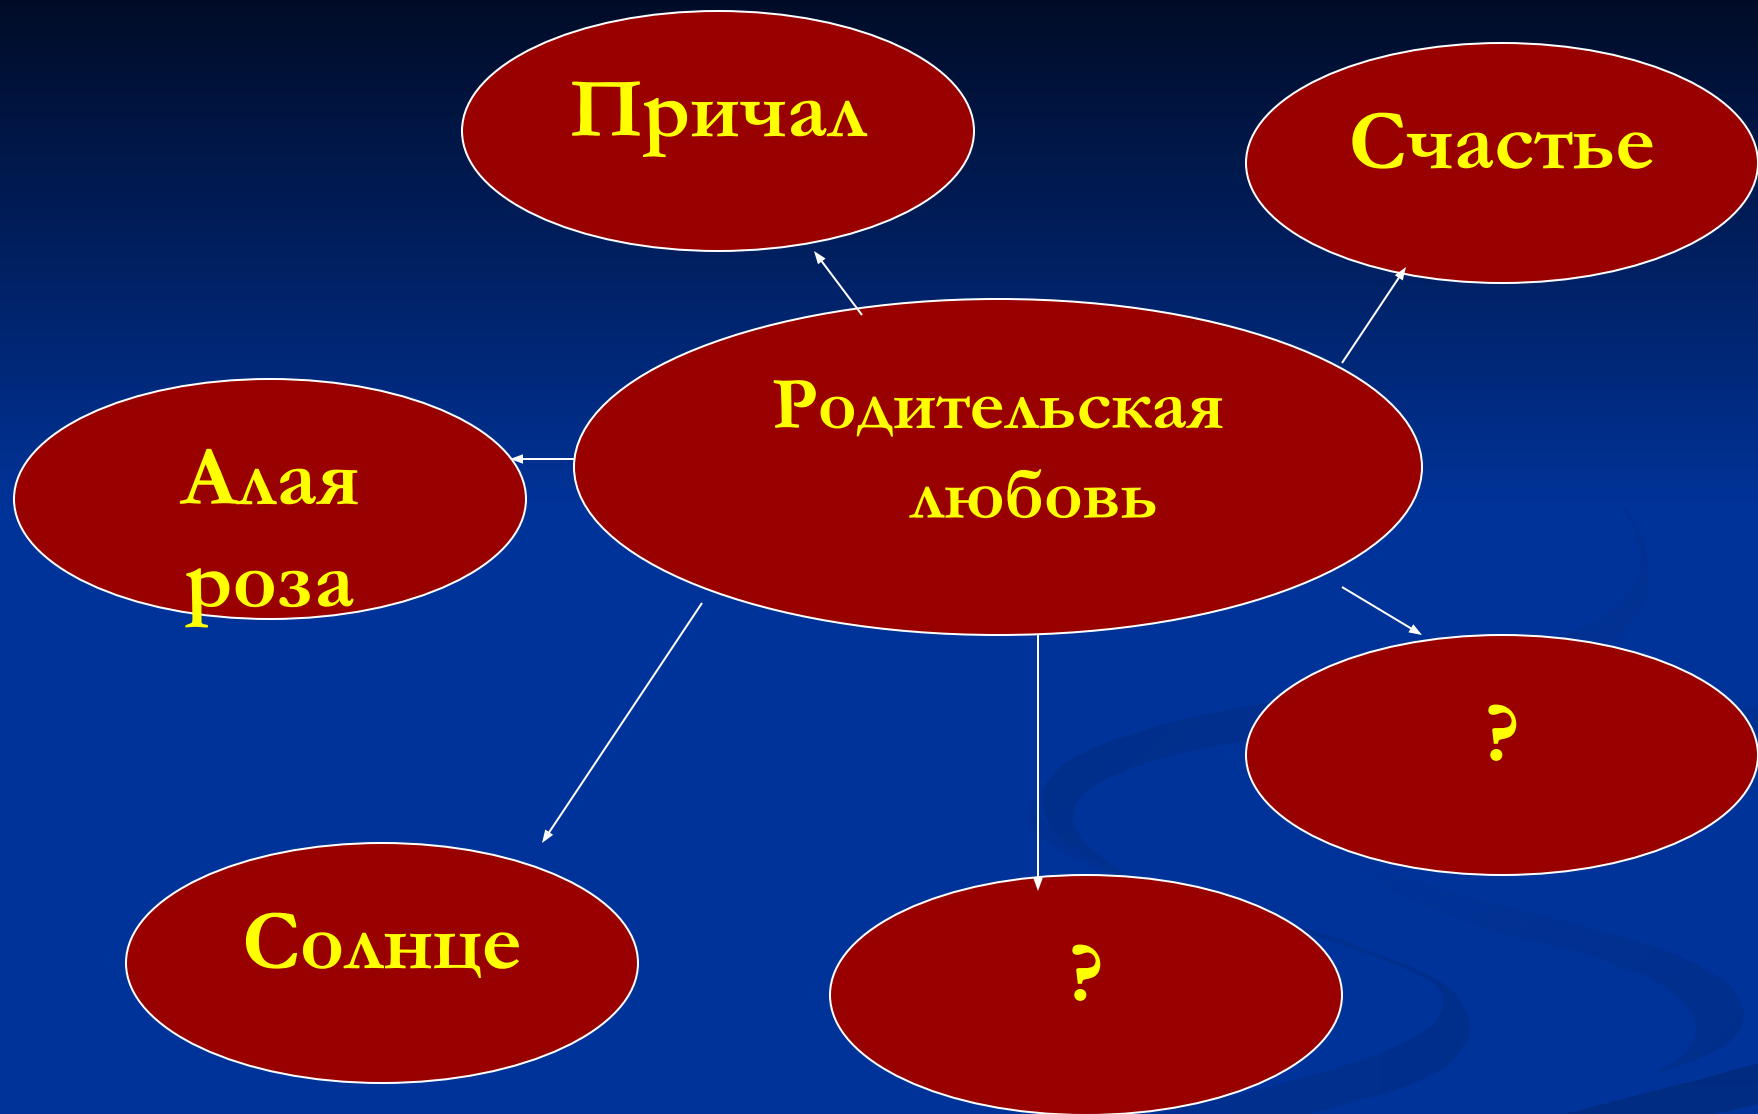 Причал
Счастье
Родительская
любовь
Алая
роза
?
Солнце
?